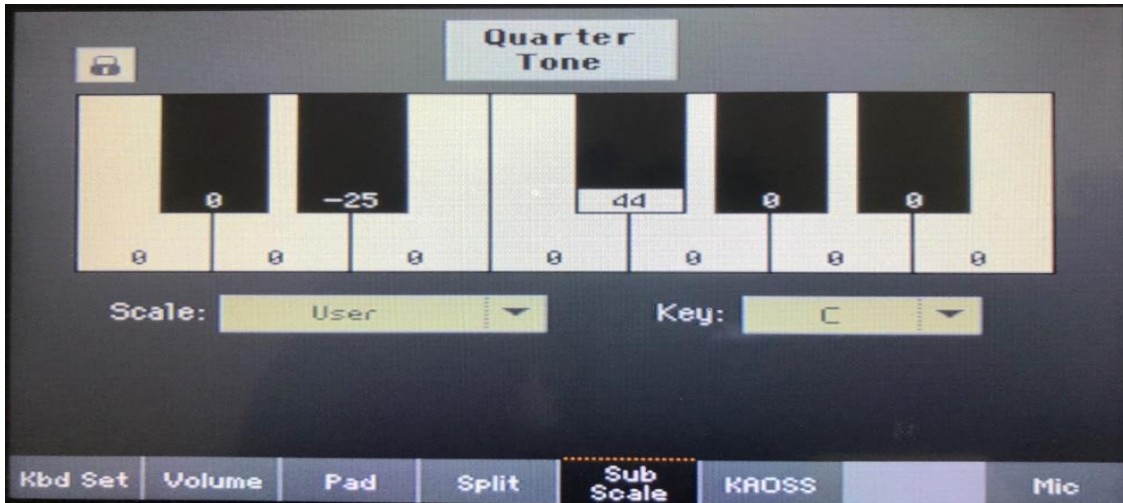 Quarter
Tone
0 -25 44 0 0
0 0 0 0 0 0 0
Scale: User Key: C
Kbd Set Volume Pad Split Sub Scale KAOSS Mic